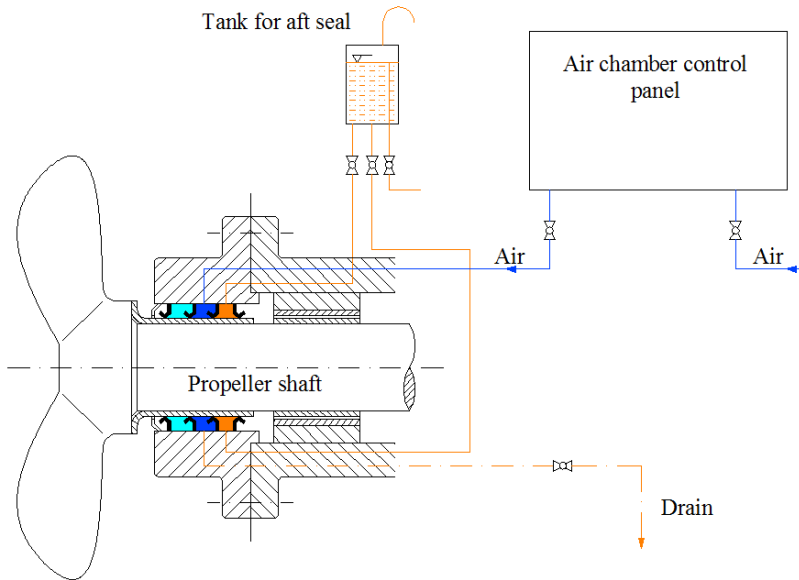 Tank for aft seal
Air chamber control
panel
Air
Air
Propeller shaft
Drain